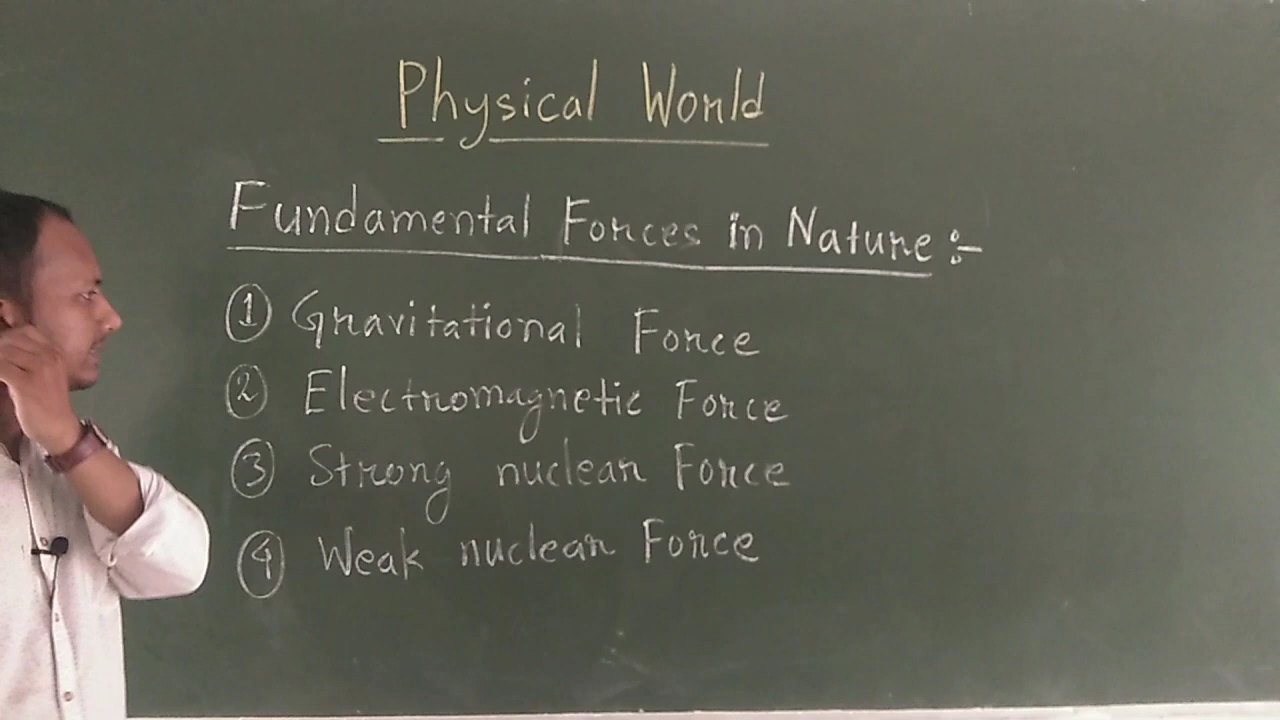 Physical World
Fundamental Forces in Nature :-
① Gravitational Force
② Electromagnetic Force
③ Strong nuclear Force
④ Weak nuclear Force